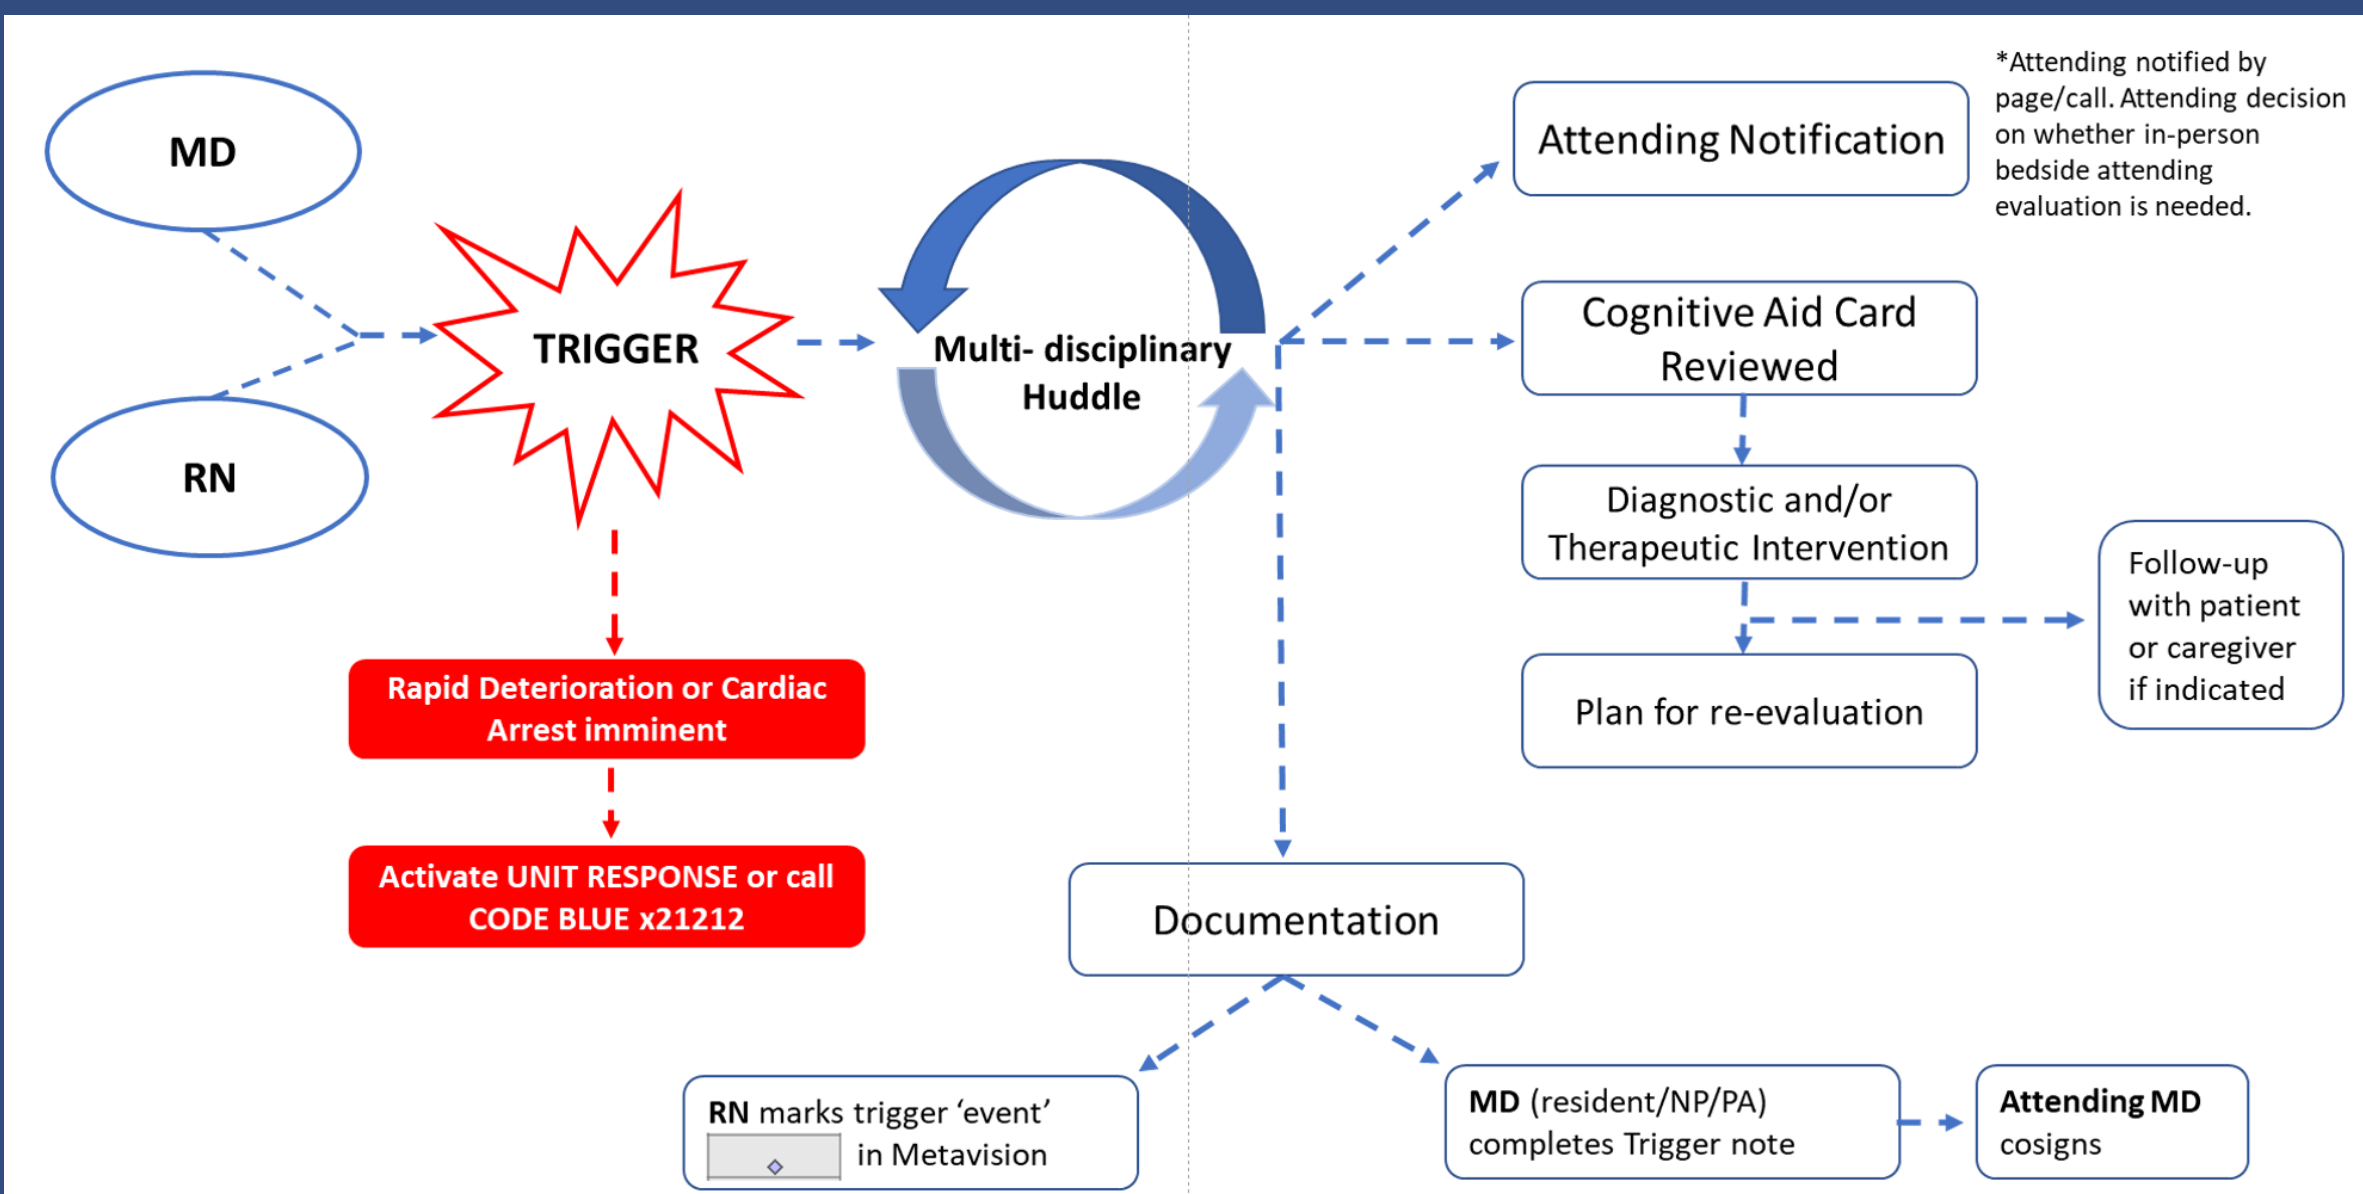 MD
RN
TRIGGER
Multi- disciplinary
Huddle
Attending Notification
*Attending notified by
page/call. Attending decision
on whether in-person
bedside attending
evaluation is needed.
Cognitive Aid Card
Reviewed
Diagnostic and/or
Therapeutic Intervention
Follow-up
with patient
or caregiver
if indicated
Plan for re-evaluation
Rapid Deterioration or Cardiac
Arrest imminent
Activate UNIT RESPONSE or call
CODE BLUE x21212
Documentation
RN marks trigger ‘event’
in Metavision
MD (resident/NP/PA)
completes Trigger note
Attending MD
cosigns